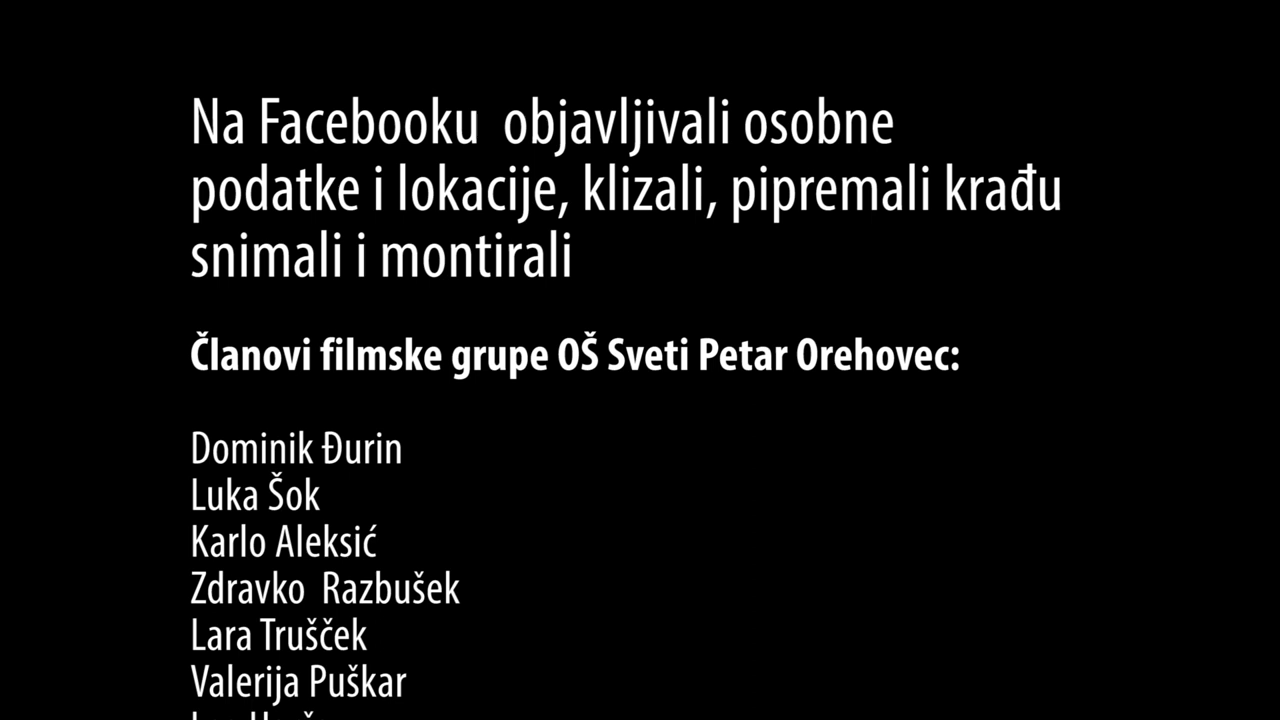 Na Facebooku  objavljivali osobne
podatke i lokacije, klizali, pipremali krađu
snimali i montirali
Članovi filmske grupe OŠ Sveti Petar Orehovec:
Dominik Đurin
Luka Šok
Karlo Aleksić
Zdravko  Razbušek
Lara Trušček
Valerija Puškar